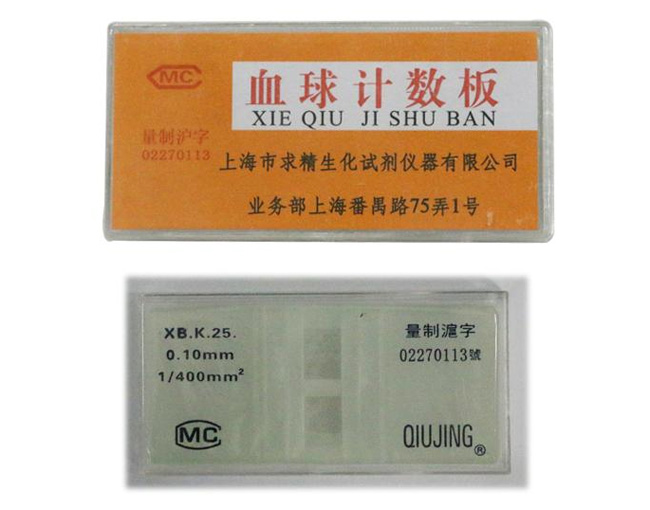 MC
血球计数板
XIE QIU JI SHU BAN
量制沪字
02270113
上海市求精生化试剂仪器有限公司
业务部上海番禺路75弄1号
XB.K.25.
0.10mm
1/400mm²
MC
量制滬字
02270113號
QIUJING®